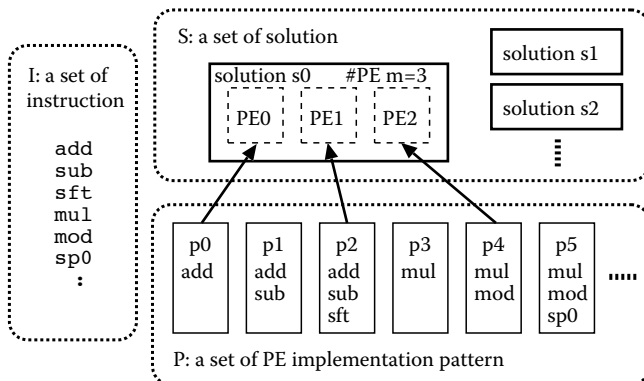 S: a set of solution
I: a set of
instruction
add
sub
sft
mul
mod
sp0
:
solution s0 #PE m=3
PE0 PE1 PE2
solution s1
solution s2
p0 p1 p2 p3 p4 p5
add add add mul mul mul
sub sub mod mod
sft sp0
P: a set of PE implementation pattern